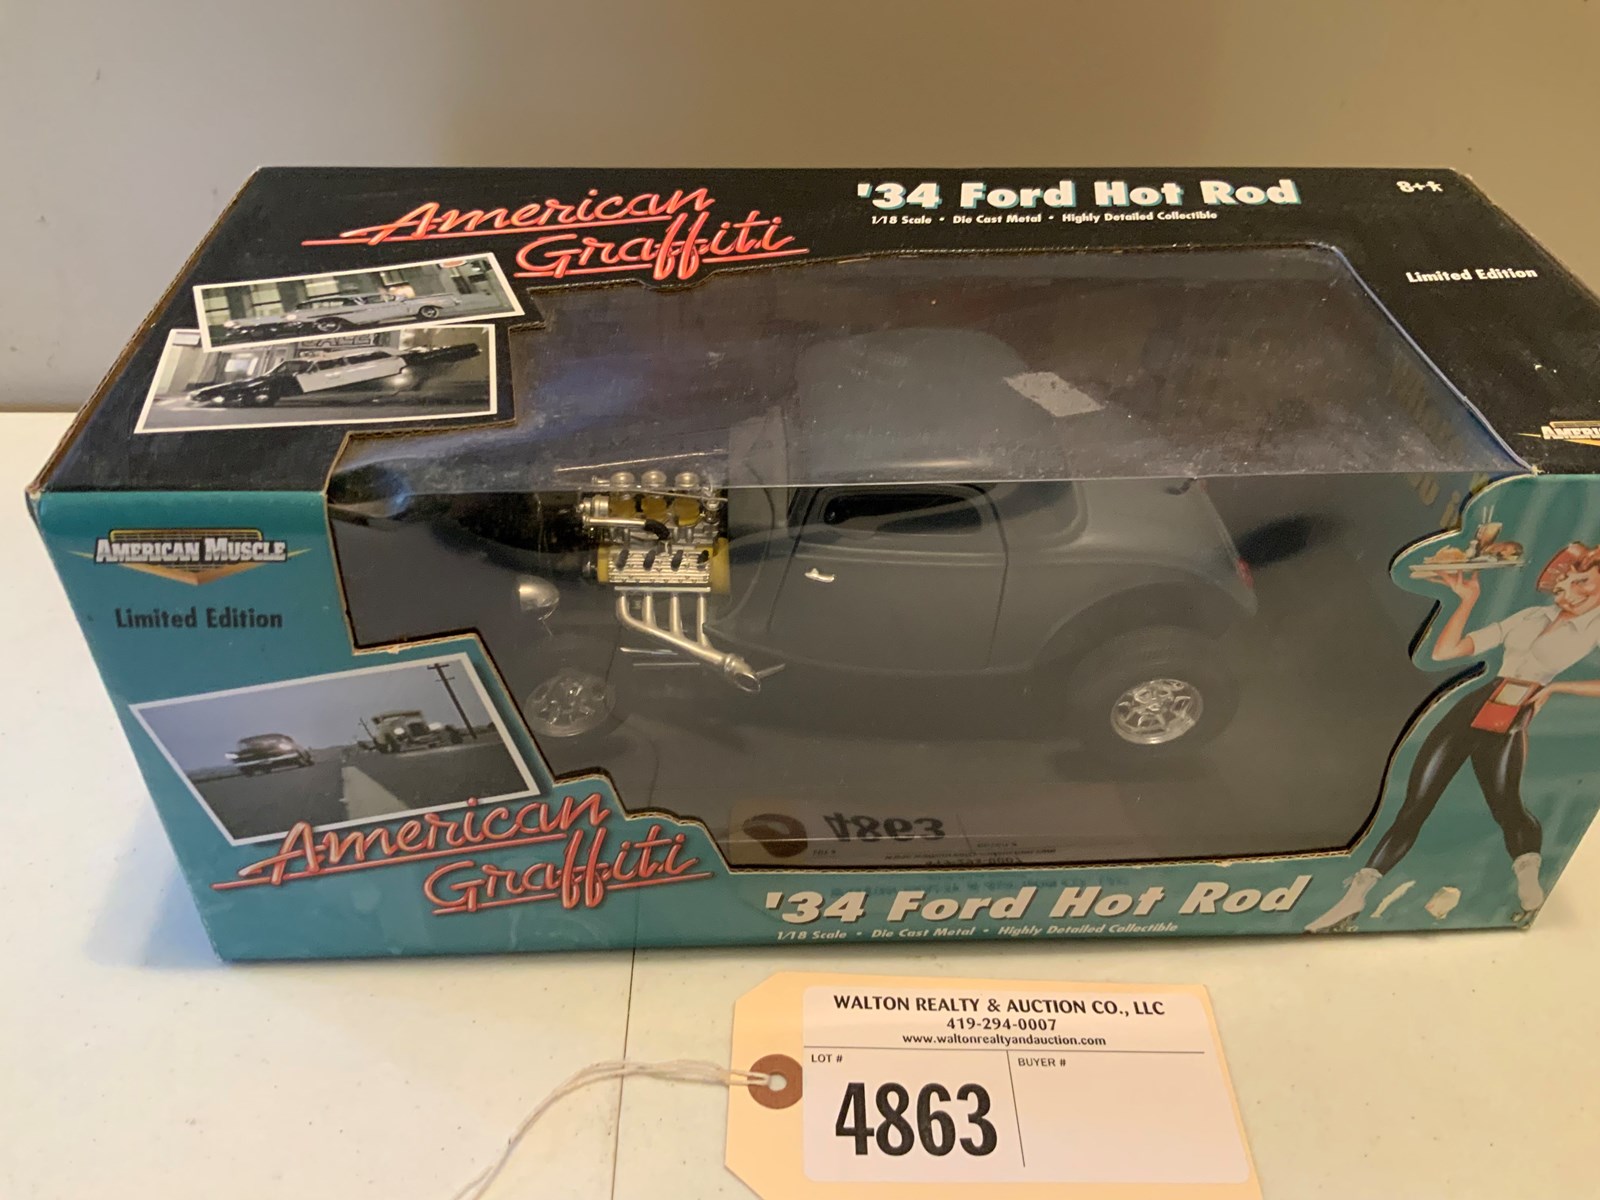 American
Graffiti
'34 Ford Hot Rod
1/18 Scale • Die Cast Metal • Highly Detailed Collectible
8+
Limited Edition
AMERICAN MUSCLE
Limited Edition
American
Graffiti
'34 Ford Hot Rod
1/18 Scale • Die Cast Metal • Highly Detailed Collectible
WALTON REALTY & AUCTION CO., LLC
419-294-0007
www.waltonrealtyandauction.com
LOT #
BUYER #
4863